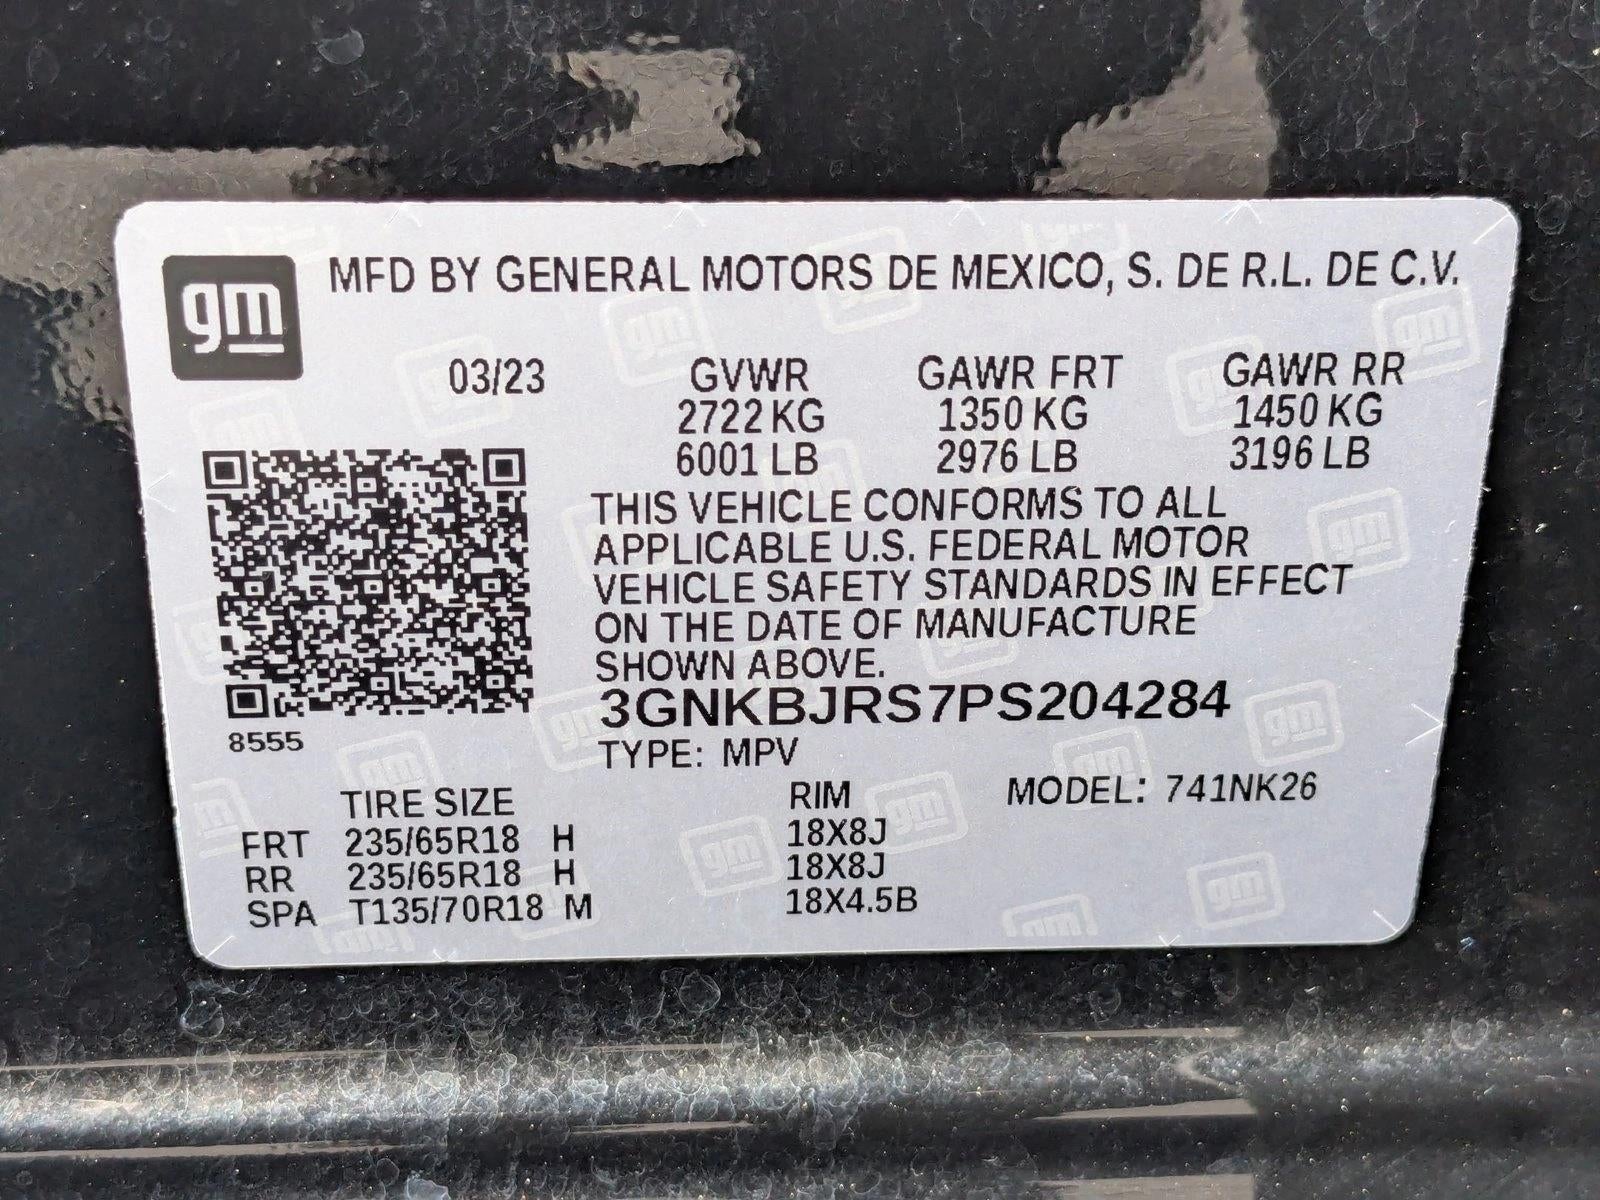 gm MFD BY GENERAL MOTORS DE MEXICO, S. DE R.L. DE C.V.
03/23 GVWR GAWR FRT GAWR RR
2722 KG 1350 KG 1450 KG
6001 LB 2976 LB 3196 LB
THIS VEHICLE CONFORMS TO ALL
APPLICABLE U.S. FEDERAL MOTOR
VEHICLE SAFETY STANDARDS IN EFFECT
ON THE DATE OF MANUFACTURE
SHOWN ABOVE.
3GNKBJRS7PS204284
8555
TYPE: MPV
TIRE SIZE RIM MODEL: 741NK26
FRT 235/65R18 H 18X8J
RR 235/65R18 H 18X8J
SPA T135/70R18 M 18X4.5B